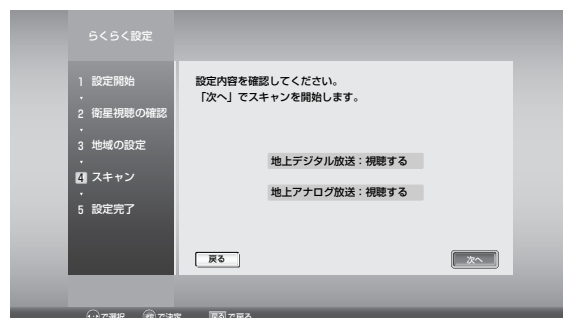 らくらく設定
1 設定開始
2 衛星視聴の確認
3 地域の設定
4 スキャン
5 設定完了
設定内容を確認してください。
「次へ」でスキャンを開始します。
地上デジタル放送：視聴する
地上アナログ放送：視聴する
戻る
次へ
で選択 で決定 戻る で戻る